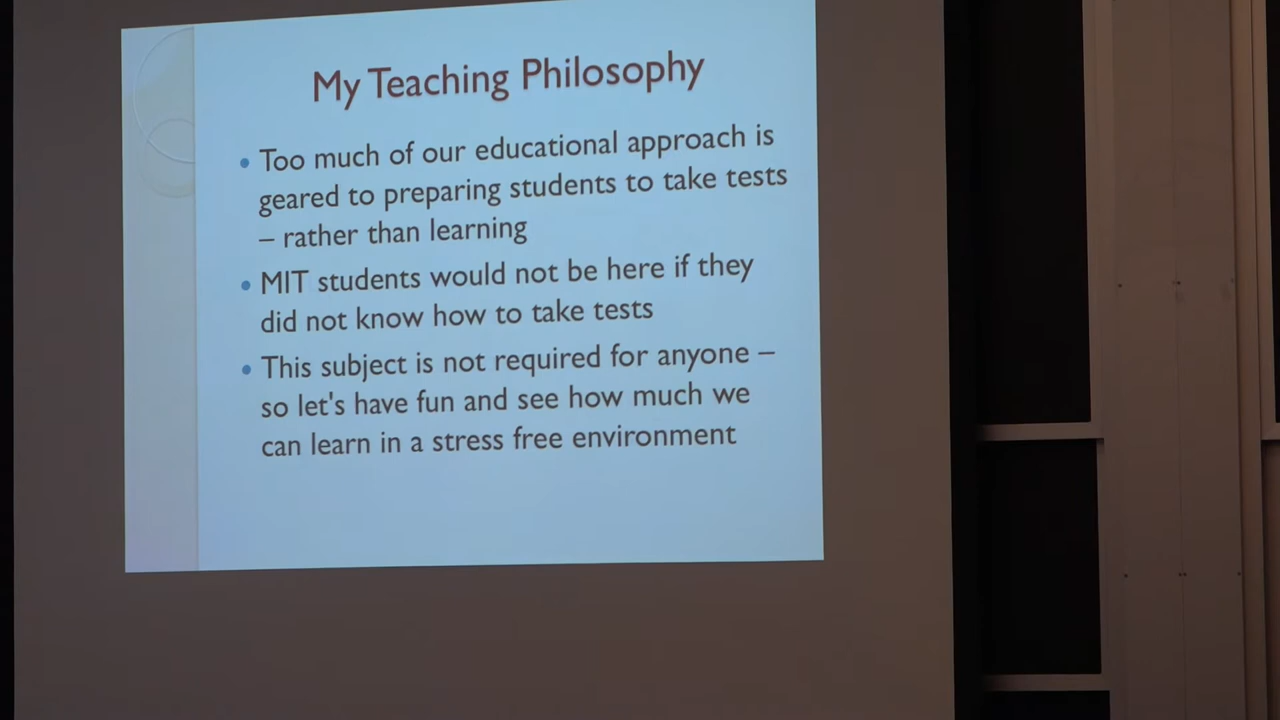 My Teaching Philosophy
• Too much of our educational approach is
geared to preparing students to take tests
– rather than learning
• MIT students would not be here if they
did not know how to take tests
• This subject is not required for anyone –
so let's have fun and see how much we
can learn in a stress free environment